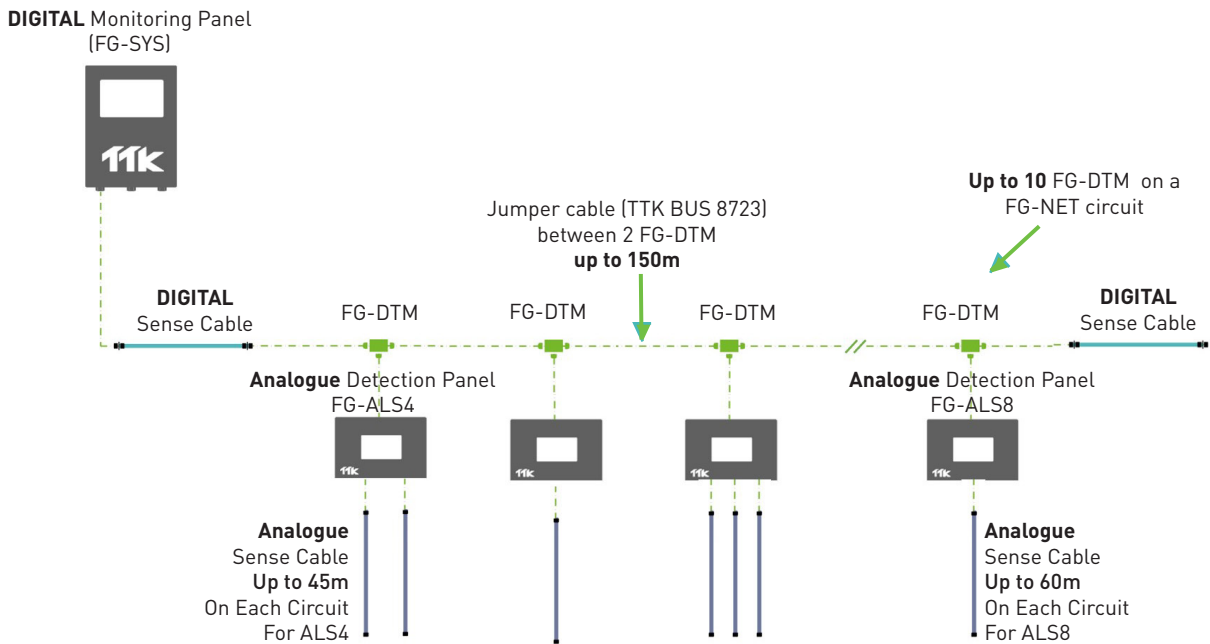 DIGITAL Monitoring Panel
(FG-SYS)
TTK
Up to 10 FG-DTM on a
FG-NET circuit
Jumper cable (TTK BUS 8723)
between 2 FG-DTM
up to 150m
DIGITAL
Sense Cable
FG-DTM
FG-DTM
FG-DTM
FG-DTM
DIGITAL
Sense Cable
Analogue Detection Panel
FG-ALS4
Analogue Detection Panel
FG-ALS8
TTK
TTK
TTK
TTK
Analogue
Sense Cable
Up to 45m
On Each Circuit
For ALS4
Analogue
Sense Cable
Up to 60m
On Each Circuit
For ALS8